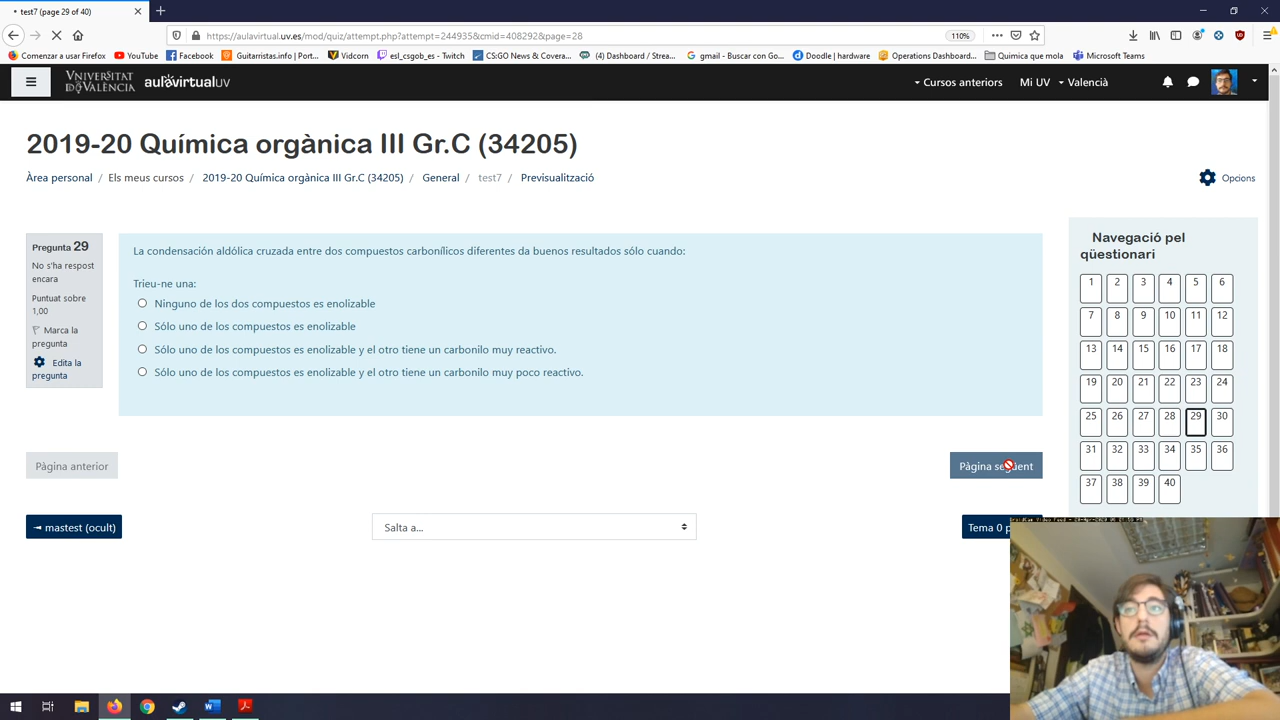 test7 (page 29 of 40)
https://aulavirtual.uv.es/mod/quiz/attempt.php?attempt=244935&cmid=408292&page=28
110%
Comenzar a usar Firefox
YouTube
Facebook
Guitarristas.info | Port...
Vidcorn
esl_csgob_es - Twitch
CS:GO News & Covera...
(4) Dashboard / Strea...
gmail - Buscar con Go...
Doodle | hardware
Operations Dashboard...
Quimica que mola
Microsoft Teams
VNIVERSITAT
DE VALÈNCIA
aulavirtualUV
Cursos anteriors
Mi UV
Valencià
2019-20 Química orgànica III Gr.C (34205)
Àrea personal / Els meus cursos / 2019-20 Química orgànica III Gr.C (34205) / General / test7 / Previsualització
Opcions
Pregunta 29
No s'ha respost
encara
Puntuat sobre
1,00
Marca la
pregunta
Edita la
pregunta
La condensación aldólica cruzada entre dos compuestos carbonílicos diferentes da buenos resultados sólo cuando:
Trieu-ne una:
Ninguno de los dos compuestos es enolizable
Sólo uno de los compuestos es enolizable
Sólo uno de los compuestos es enolizable y el otro tiene un carbonilo muy reactivo.
Sólo uno de los compuestos es enolizable y el otro tiene un carbonilo muy poco reactivo.
Navegació pel
qüestionari
1 2 3 4 5 6
7 8 9 10 11 12
13 14 15 16 17 18
19 20 21 22 23 24
25 26 27 28 29 30
31 32 33 34 35 36
37 38 39 40
Pàgina anterior
Pàgina següent
mastest (ocult)
Salta a...
Tema 0